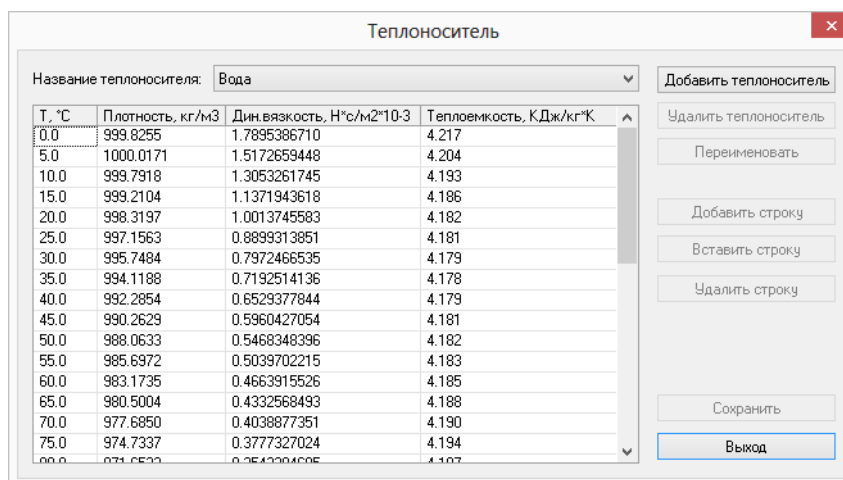 Теплоноситель
Название теплоносителя: Вода
Добавить теплоноситель
Удалить теплоноситель
Переименовать
Добавить строку
Вставить строку
Удалить строку
Сохранить
Выход
T, °C Плотность, кг/м3 Дин.вязкость, Н*с/м2*10-3 Теплоемкость, КДж/кг*К
0.0 999.8255 1.7895386710 4.217
5.0 1000.0171 1.5172659448 4.204
10.0 999.7918 1.3053261745 4.193
15.0 999.2104 1.1371943618 4.186
20.0 998.3197 1.0013745583 4.182
25.0 997.1563 0.8899313851 4.181
30.0 995.7484 0.7972466535 4.179
35.0 994.1188 0.7192514136 4.178
40.0 992.2854 0.6529377844 4.179
45.0 990.2629 0.5960427054 4.181
50.0 988.0633 0.5468348396 4.182
55.0 985.6972 0.5039702215 4.183
60.0 983.1735 0.4663915526 4.185
65.0 980.5004 0.4332568493 4.188
70.0 977.6850 0.4038877351 4.190
75.0 974.7337 0.3777327024 4.194